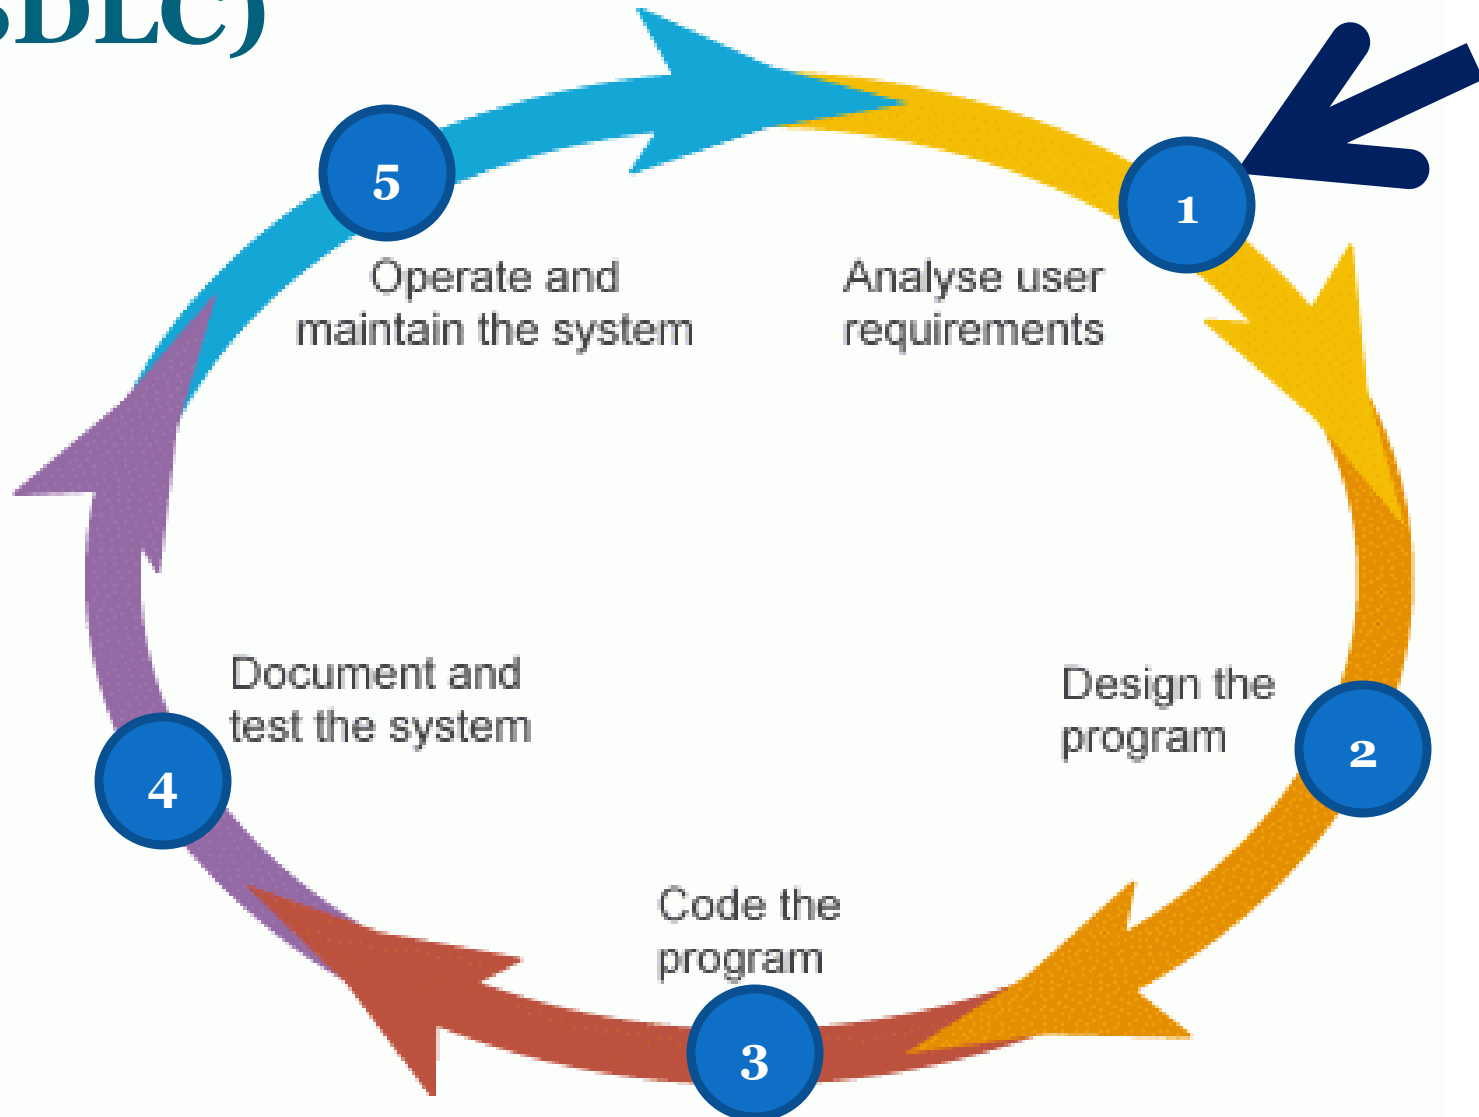 SDLC)
5
1
Operate and
maintain the system
Analyse user
requirements
Document and
test the system
4
Design the
program
2
Code the
program
3